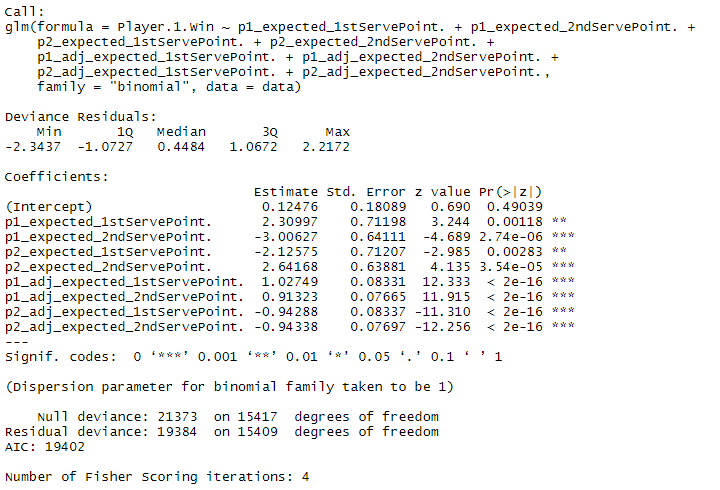 Call:
glm(formula = Player.1.Win ~ p1_expected_1stServePoint. + p1_expected_2ndServePoint. +
    p2_expected_1stServePoint. + p2_expected_2ndServePoint. +
    p1_adj_expected_1stServePoint. + p1_adj_expected_2ndServePoint. +
    p2_adj_expected_1stServePoint. + p2_adj_expected_2ndServePoint.,
    family = "binomial", data = data)
Deviance Residuals:
    Min       1Q   Median       3Q      Max
-2.3437  -1.0727   0.4484   1.0672   2.2172
Coefficients:
                               Estimate Std. Error z value Pr(>|z|)
(Intercept)                     0.12476    0.18089   0.690  0.49039
p1_expected_1stServePoint.      2.30997    0.71198   3.244  0.00118 **
p1_expected_2ndServePoint.     -3.00627    0.64111  -4.689 2.74e-06 ***
p2_expected_1stServePoint.     -2.12575    0.71207  -2.985  0.00283 **
p2_expected_2ndServePoint.      2.64168    0.63881   4.135 3.54e-05 ***
p1_adj_expected_1stServePoint.  1.02749    0.08331  12.333  < 2e-16 ***
p1_adj_expected_2ndServePoint.  0.91323    0.07665  11.915  < 2e-16 ***
p2_adj_expected_1stServePoint. -0.94288    0.08337 -11.310  < 2e-16 ***
p2_adj_expected_2ndServePoint. -0.94338    0.07697 -12.256  < 2e-16 ***
---
Signif. codes:  0 ‘***’ 0.001 ‘**’ 0.01 ‘*’ 0.05 ‘.’ 0.1 ‘ ’ 1
(Dispersion parameter for binomial family taken to be 1)
    Null deviance: 21373  on 15417  degrees of freedom
Residual deviance: 19384  on 15409  degrees of freedom
AIC: 19402
Number of Fisher Scoring iterations: 4